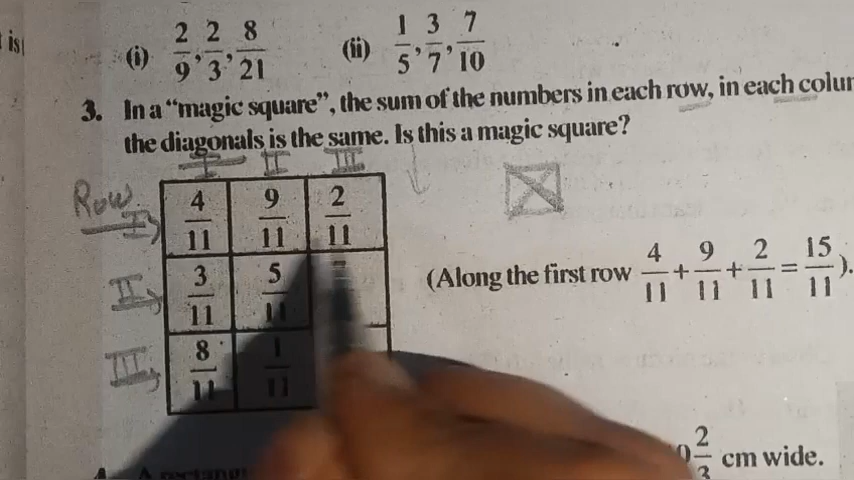 (i) 2/9, 2/3, 8/21 (ii) 1/5, 3/7, 7/10
3. In a “magic square”, the sum of the numbers in each row, in each colu
the diagonals is the same. Is this a magic square?
I II III
Row
I 4/11 9/11 2/11
(Along the first row 4/11 + 9/11 + 2/11 = 15/11).
II 3/11 5/11
III 8/11 1/11
2/3 cm wide.